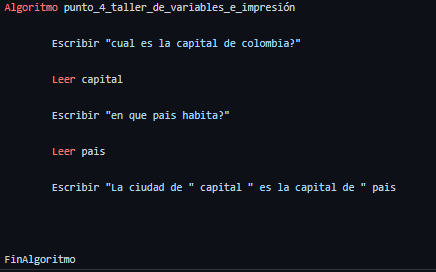 Algoritmo punto_4_taller_de_variables_e_impresión
Escribir "cual es la capital de colombia?"
Leer capital
Escribir "en que pais habita?"
Leer pais
Escribir "La ciudad de " capital " es la capital de " pais
FinAlgoritmo